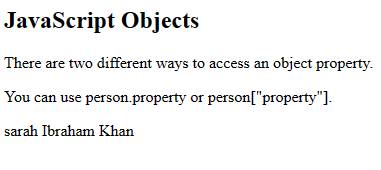 JavaScript Objects
There are two different ways to access an object property.
You can use person.property or person["property"].
sarah Ibraham Khan